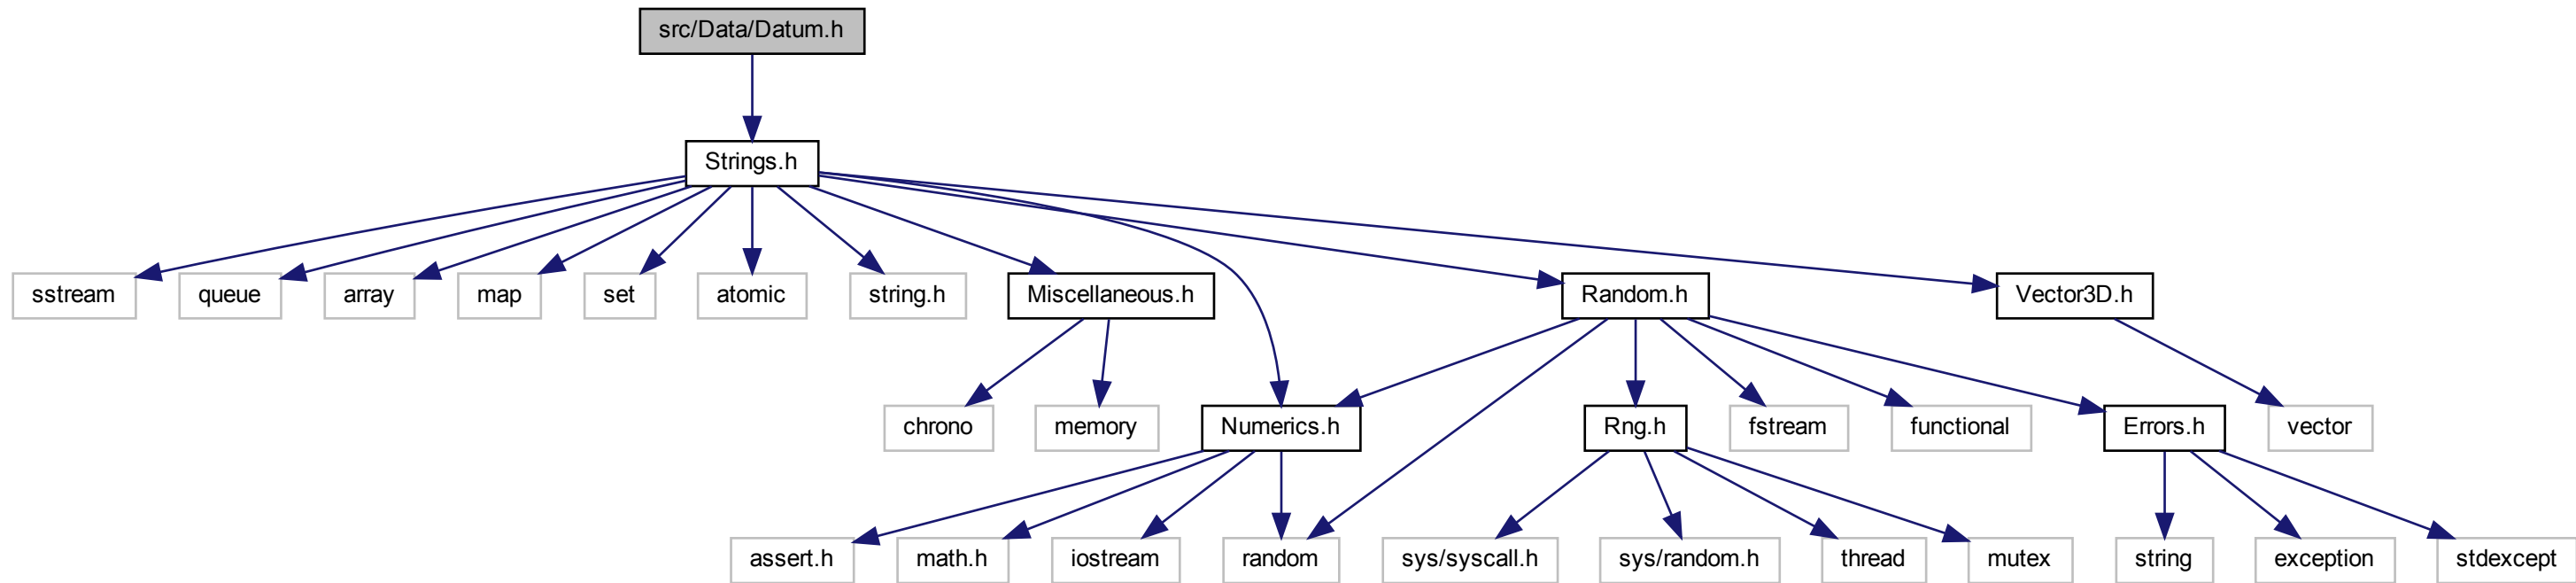 src/Data/Datum.h
Strings.h
sstream
queue
array
map
set
atomic
string.h
Miscellaneous.h
Random.h
Vector3D.h
chrono
memory
Numerics.h
Rng.h
fstream
functional
Errors.h
vector
assert.h
math.h
iostream
random
sys/syscall.h
sys/random.h
thread
mutex
string
exception
stdexcept